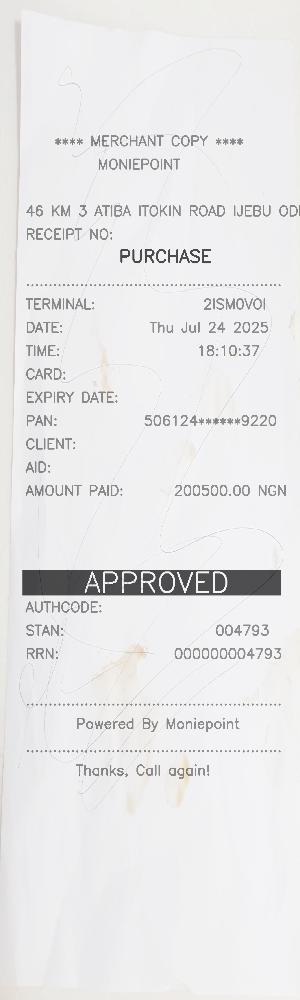 **** MERCHANT COPY ****
MONIEPOINT
46 KM 3 ATIBA ITOKIN ROAD IJEBU ODE
RECEIPT NO:
PURCHASE
TERMINAL: 2ISMOVOI
DATE: Thu Jul 24 2025
TIME: 18:10:37
CARD:
EXPIRY DATE:
PAN: 506124******9220
CLIENT:
AID:
AMOUNT PAID: 200500.00 NGN
APPROVED
AUTHCODE:
STAN: 004793
RRN: 000000004793
Powered By Moniepoint
Thanks, Call again!